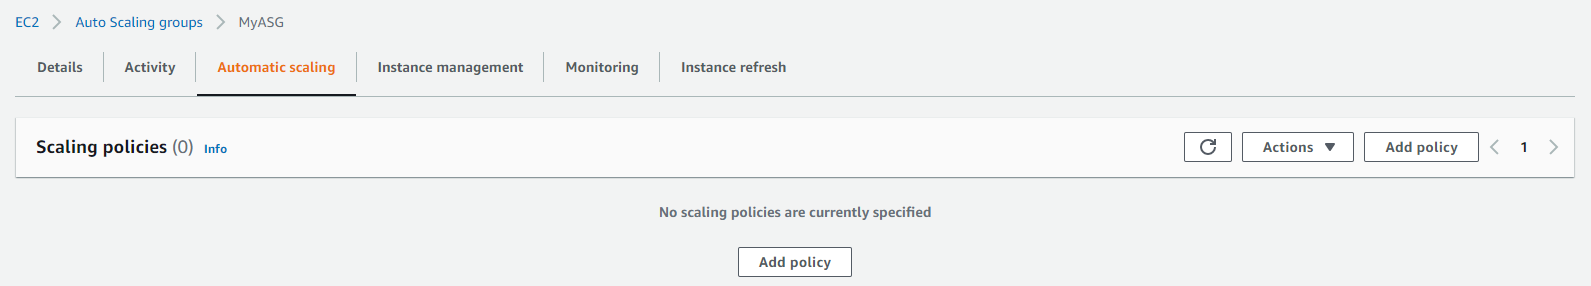 EC2 Auto Scaling groups MyASG
Details Activity Automatic scaling Instance management Monitoring Instance refresh
Scaling policies (0) Info Actions Add policy 1
No scaling policies are currently specified
Add policy